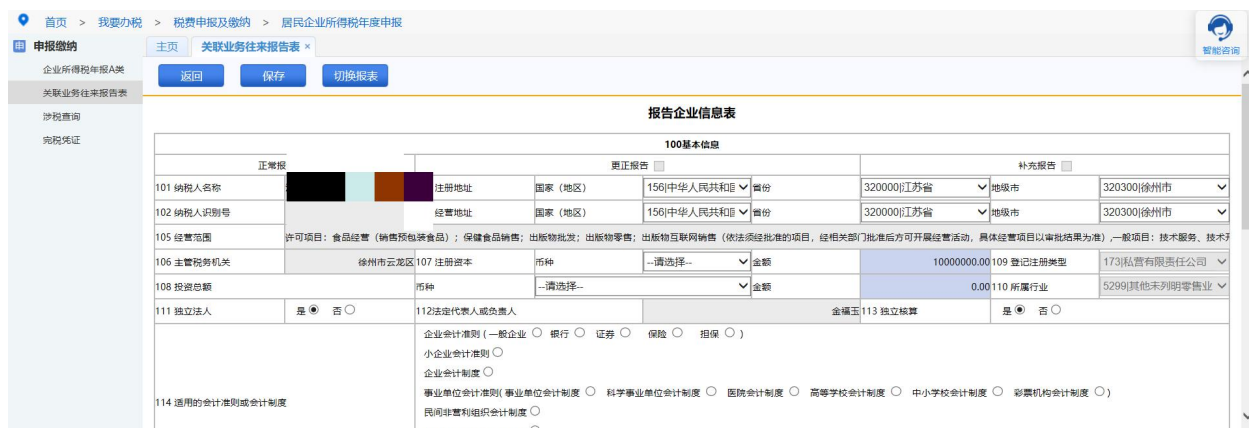 首页 > 我要办税 > 税费申报及缴纳 > 居民企业所得税年度申报
智能咨询
申 申报缴纳
企业所得税年报A类
关联业务往来报告表
涉税查询
完税凭证
主页 关联业务往来报告表 ×
返回 保存 切换报表
报告企业信息表
100基本信息
正常报 更正报告 补充报告
101 纳税人名称 注册地址 国家（地区） 156|中华人民共和 省份 320000|江苏省 地级市 320300|徐州市
102 纳税人识别号 经营地址 国家（地区） 156|中华人民共和 省份 320000|江苏省 地级市 320300|徐州市
105 经营范围 许可项目：食品经营（销售预包装食品）；保健食品销售；出版物批发；出版物零售；出版物互联网销售（依法须经批准的项目，经相关部门批准后方可开展经营活动，具体经营项目以审批结果为准）,一般项目：技术服务、技术
106 主管税务机关 徐州市云龙区 107 注册资本 币种 --请选择-- 金额 10000000.00 109 登记注册类型 173|私营有限责任公司
108 投资总额 币种 --请选择-- 金额 0.00 110 所属行业 5299|其他未列明零售业
111 独立法人 是 否 112法定代表人或负责人 金福玉 113 独立核算 是 否
114 适用的会计准则或会计制度
企业会计准则 ( 一般企业 银行 证券 保险 担保 )
小企业会计准则
企业会计制度
事业单位会计准则( 事业单位会计制度 科学事业单位会计制度 医院会计制度 高等学校会计制度 中小学校会计制度 彩票机构会计制度 )
民间非营利组织会计制度